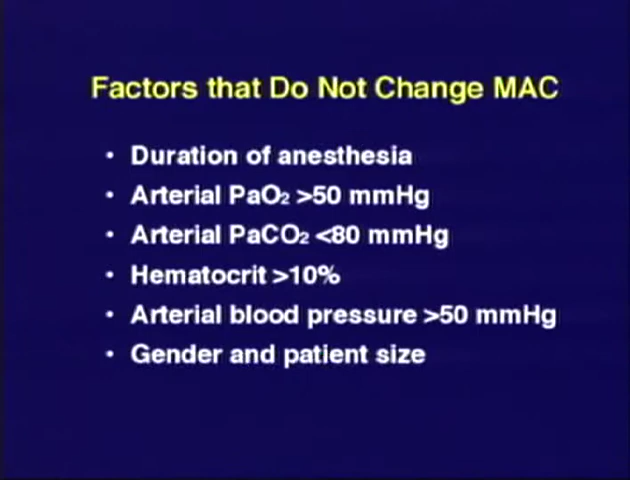 Factors that Do Not Change MAC
• Duration of anesthesia
• Arterial PaO₂ >50 mmHg
• Arterial PaCO₂ <80 mmHg
• Hematocrit >10%
• Arterial blood pressure >50 mmHg
• Gender and patient size